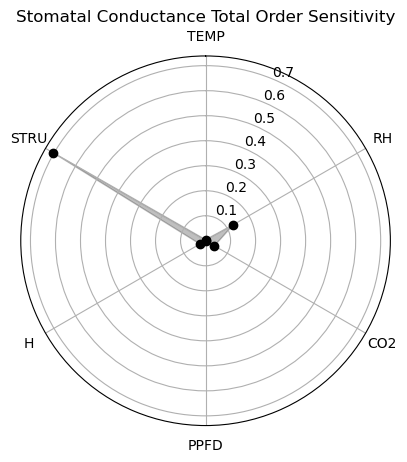 Stomatal Conductance Total Order Sensitivity
TEMP
0.7
0.6
0.5
0.4
0.3
0.2
0.1
STRU
RH
H
CO2
PPFD